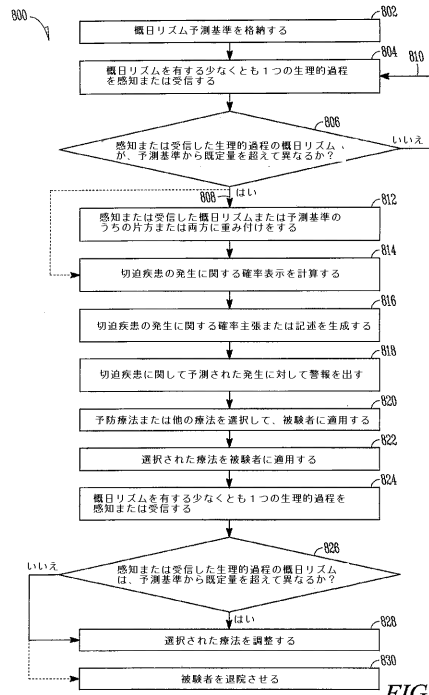 800
802
概日リズム予測基準を格納する
804
810
概日リズムを有する少なくとも1つの生理的過程
を感知または受信する
806
感知または受信した生理的過程の概日リズム
が、予測基準から既定量を超えて異なるか?
いいえ
808
はい
812
感知または受信した概日リズムまたは予測基準の
うちの片方または両方に重み付けをする
814
切迫疾患の発生に関する確率表示を計算する
816
切迫疾患の発生に関する確率主張または記述を生成する
818
切迫疾患に関して予測された発生に対して警報を出す
820
予防療法または他の療法を選択して、被験者に適用する
822
選択された療法を被験者に適用する
824
概日リズムを有する少なくとも1つの生理的過程を
感知または受信する
826
いいえ
感知または受信した生理的過程の概日リズム
は、予測基準から既定量を超えて異なるか?
はい
828
選択された療法を調整する
830
被験者を退院させる
FIG